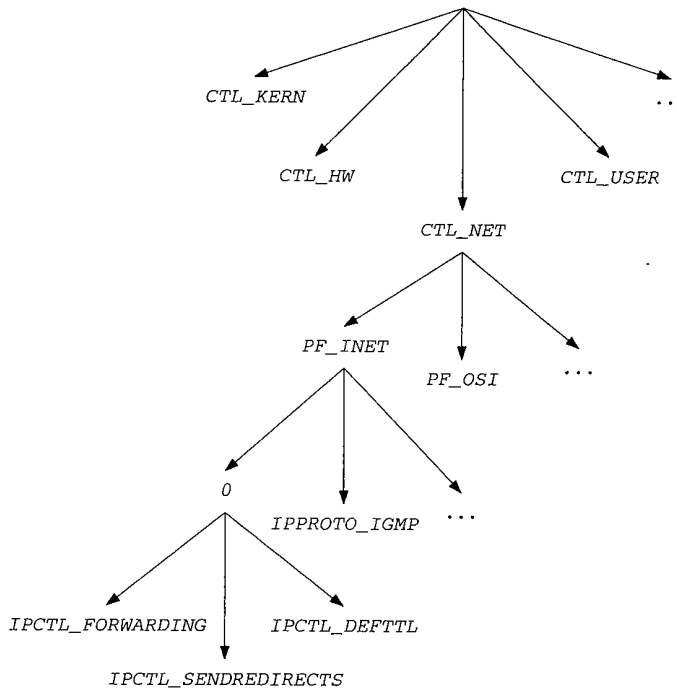 CTL_KERN
..
CTL_HW
CTL_USER
CTL_NET
PF_INET
PF_OSI
...
0
IPPROTO_IGMP
...
IPCTL_FORWARDING
IPCTL_DEFTTL
IPCTL_SENDREDIRECTS